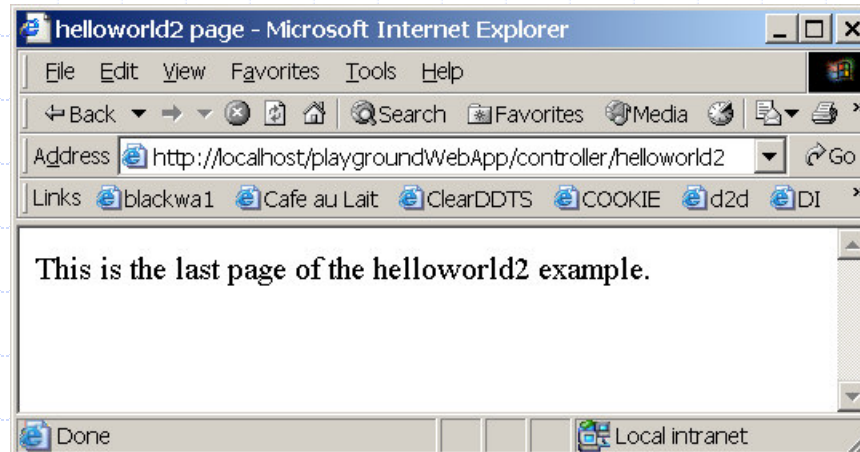 helloworld2 page - Microsoft Internet Explorer
File Edit View Favorites Tools Help
Back Search Favorites Media
Address http://localhost/playgroundWebApp/controller/helloworld2 Go
Links blackwa1 Cafe au Lait ClearDDTS COOKIE d2d DI
This is the last page of the helloworld2 example.
Done Local intranet